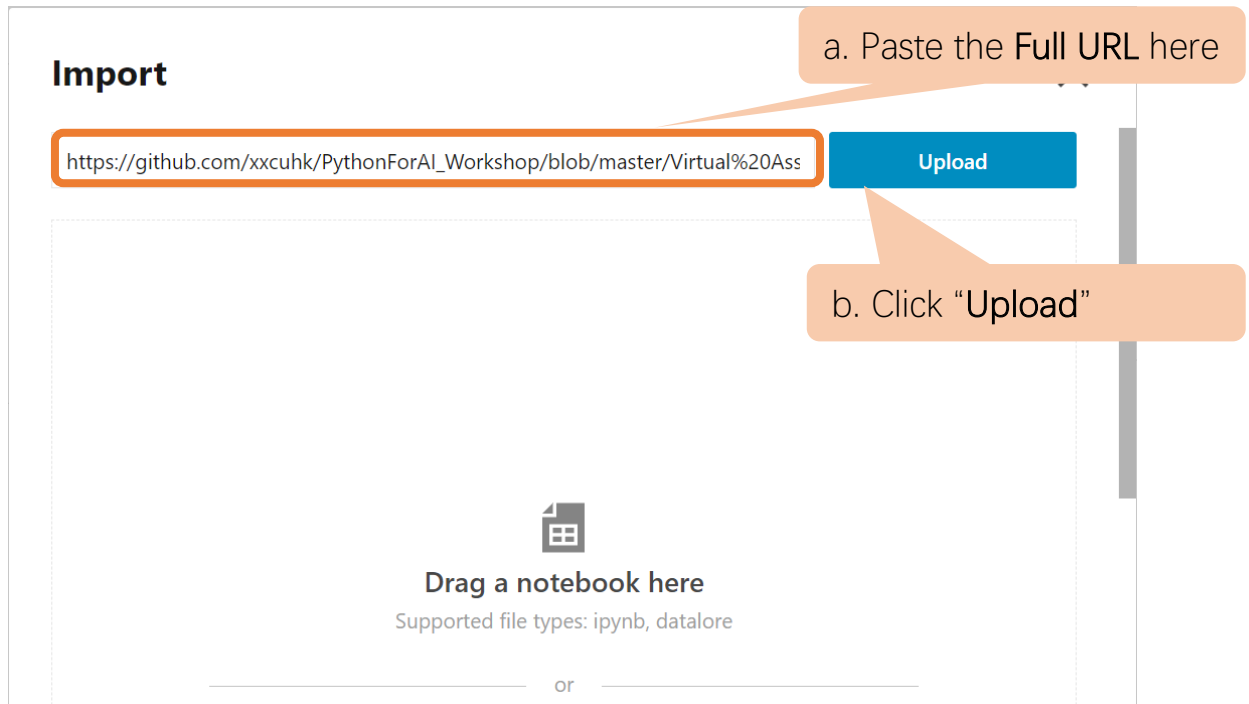 a. Paste the Full URL here
Import
https://github.com/xxcuhk/PythonForAI_Workshop/blob/master/Virtual%20Ass
Upload
b. Click “Upload”
Drag a notebook here
Supported file types: ipynb, datalore
or